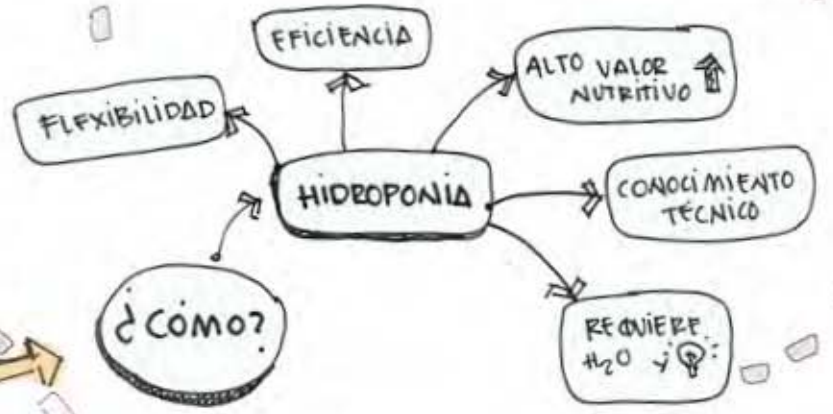 EFICIENCIA
ALTO VALOR
NUTRITIVO
FLEXIBILIDAD
HIDROPONIA
CONOCIMIENTO
TÉCNICO
¿CÓMO?
REQUIERE
H₂O Y